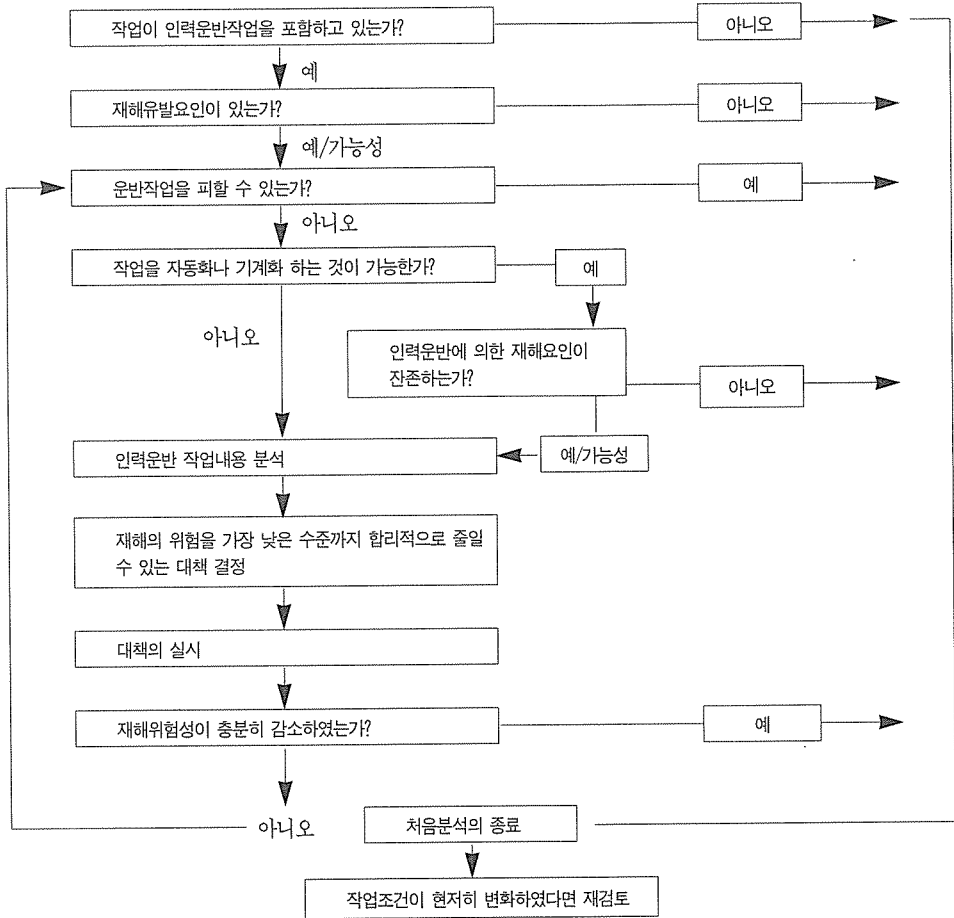 작업이 인력운반작업을 포함하고 있는가?
아니오
예
재해유발요인이 있는가?
아니오
예/가능성
운반작업을 피할 수 있는가?
예
아니오
작업을 자동화나 기계화 하는 것이 가능한가?
예
아니오
인력운반에 의한 재해요인이
잔존하는가?
아니오
예/가능성
인력운반 작업내용 분석
재해의 위험을 가장 낮은 수준까지 합리적으로 줄일
수 있는 대책 결정
대책의 실시
재해위험성이 충분히 감소하였는가?
예
아니오
처음분석의 종료
작업조건이 현저히 변화하였다면 재검토